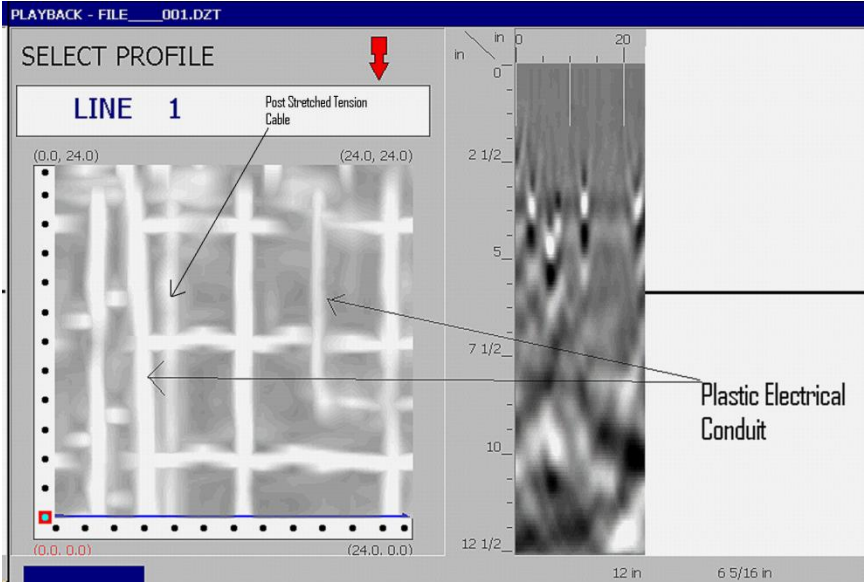 PLAYBACK - FILE____001.DZT
SELECT PROFILE
LINE 1
Post Stretched Tension
Cable
(0.0, 24.0)
(24.0, 24.0)
(0.0, 0.0)
(24.0, 0.0)
in
0
20
in
0
2 1/2
5
7 1/2
10
12 1/2
Plastic Electrical
Conduit
12 in
6 5/16 in